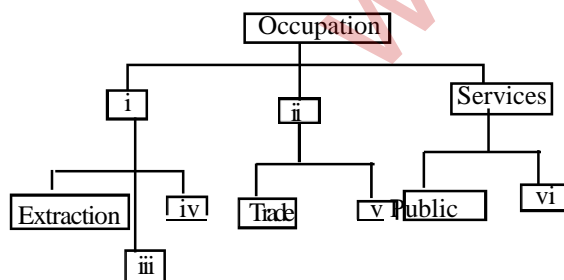 Occupation
i
ii
Services
Extraction
iv
Trade
v
Public
vi
iii